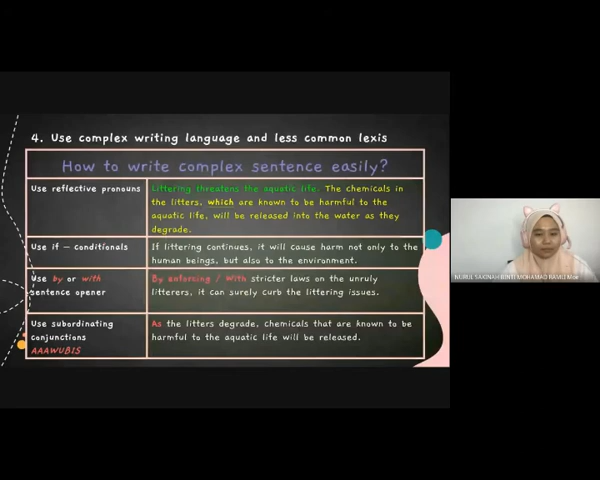 4. Use complex writing language and less common lexis
How to write complex sentence easily?
Use reflective pronouns
Littering threatens the aquatic life. The chemicals in
the litters, which are known to be harmful to the
aquatic life, will be released into the water as they
degrade.
Use if – conditionals
If littering continues, it will cause harm not only to the
human beings, but also to the environment.
Use by or with
sentence opener
By enforcing / With stricter laws on the unruly
litterers, it can surely curb the littering issues.
Use subordinating
conjunctions
AAAWUBIS
As the litters degrade, chemicals that are known to be
harmful to the aquatic life will be released.
NURUL SAKINAH BINTI MOHAMAD RAMLI Moe